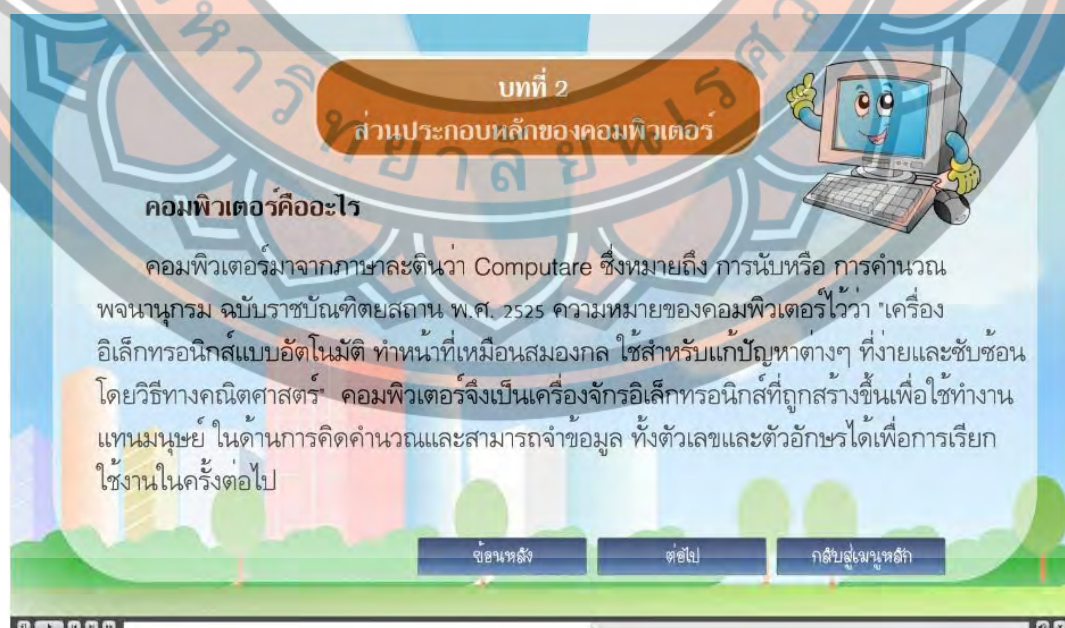 บทที่ 2
ส่วนประกอบหลักของคอมพิวเตอร์
คอมพิวเตอร์คืออะไร
คอมพิวเตอร์มาจากภาษาละตินว่า Computare ซึ่งหมายถึง การนับหรือ การคำนวณ
พจนานุกรม ฉบับราชบัณฑิตยสถาน พ.ศ. 2525 ความหมายของคอมพิวเตอร์ไว้ว่า "เครื่อง
อิเล็กทรอนิกส์แบบอัตโนมัติ ทำหน้าที่เหมือนสมองกล ใช้สำหรับแก้ปัญหาต่างๆ ที่ง่ายและซับซ้อน
โดยวิธีทางคณิตศาสตร์" คอมพิวเตอร์จึงเป็นเครื่องจักรอิเล็กทรอนิกส์ที่ถูกสร้างขึ้นเพื่อใช้ทำงาน
แทนมนุษย์ ในด้านการคิดคำนวณและสามารถจำข้อมูล ทั้งตัวเลขและตัวอักษรได้เพื่อการเรียก
ใช้งานในครั้งต่อไป
ย้อนหลัง ต่อไป กลับสู่เมนูหลัก